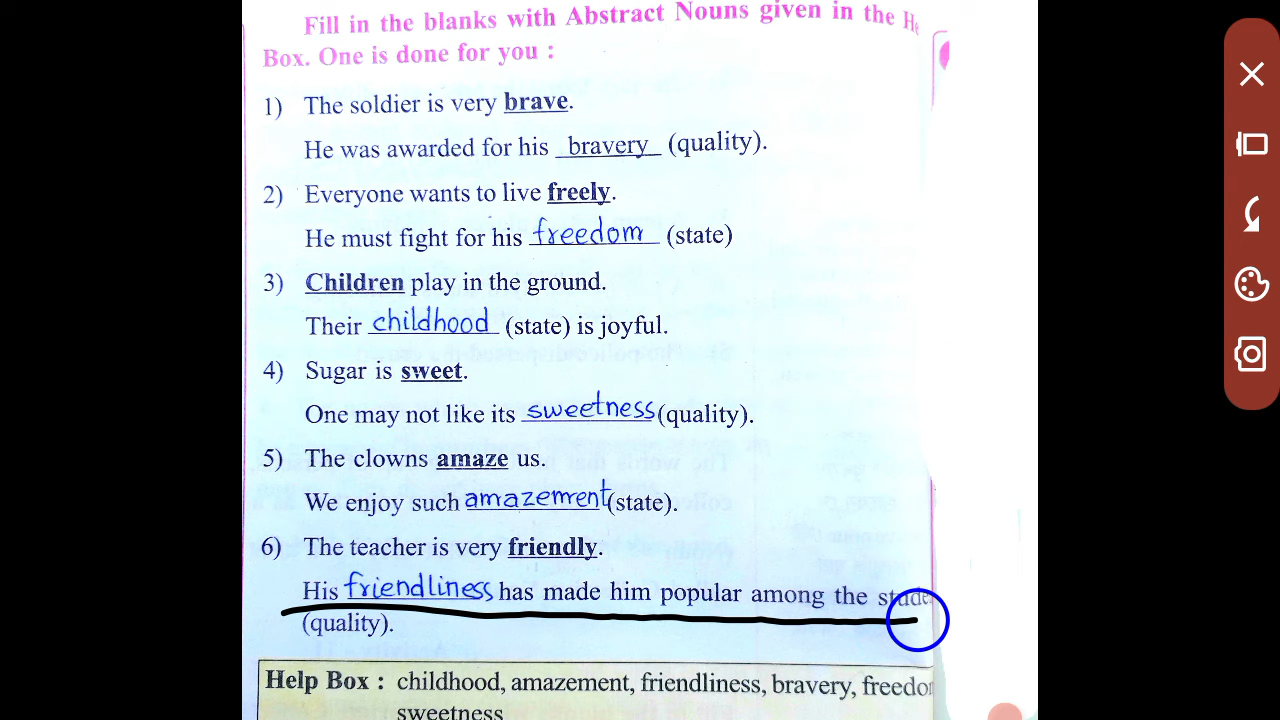 Fill in the blanks with Abstract Nouns given in the
Box. One is done for you :
1) The soldier is very brave.
He was awarded for his bravery (quality).
2) Everyone wants to live freely.
He must fight for his freedom (state)
3) Children play in the ground.
Their childhood (state) is joyful.
4) Sugar is sweet.
One may not like its sweetness (quality).
5) The clowns amaze us.
We enjoy such amazement (state).
6) The teacher is very friendly.
His friendliness has made him popular among the
(quality).
Help Box : childhood, amazement, friendliness, bravery,
sweetness